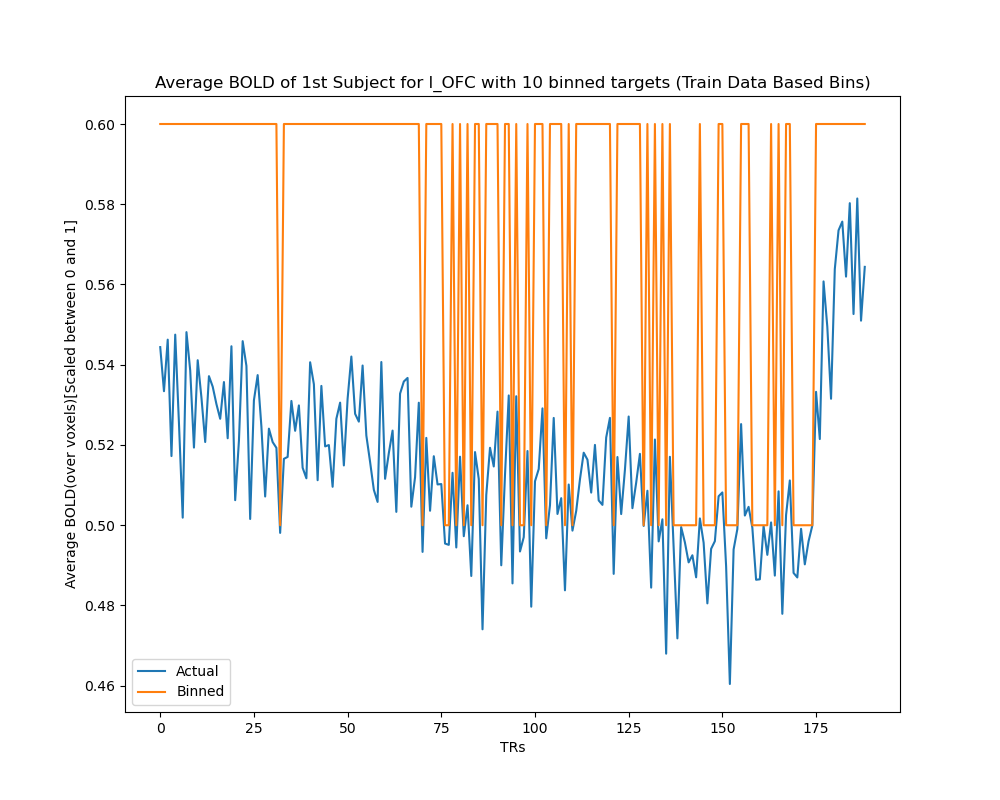 Average BOLD of 1st Subject for l_OFC with 10 binned targets (Train Data Based Bins)
Average BOLD(over voxels)[Scaled between 0 and 1]
0.60
0.58
0.56
0.54
0.52
0.50
0.48
0.46
Actual
Binned
0 25 50 75 100 125 150 175
TRs